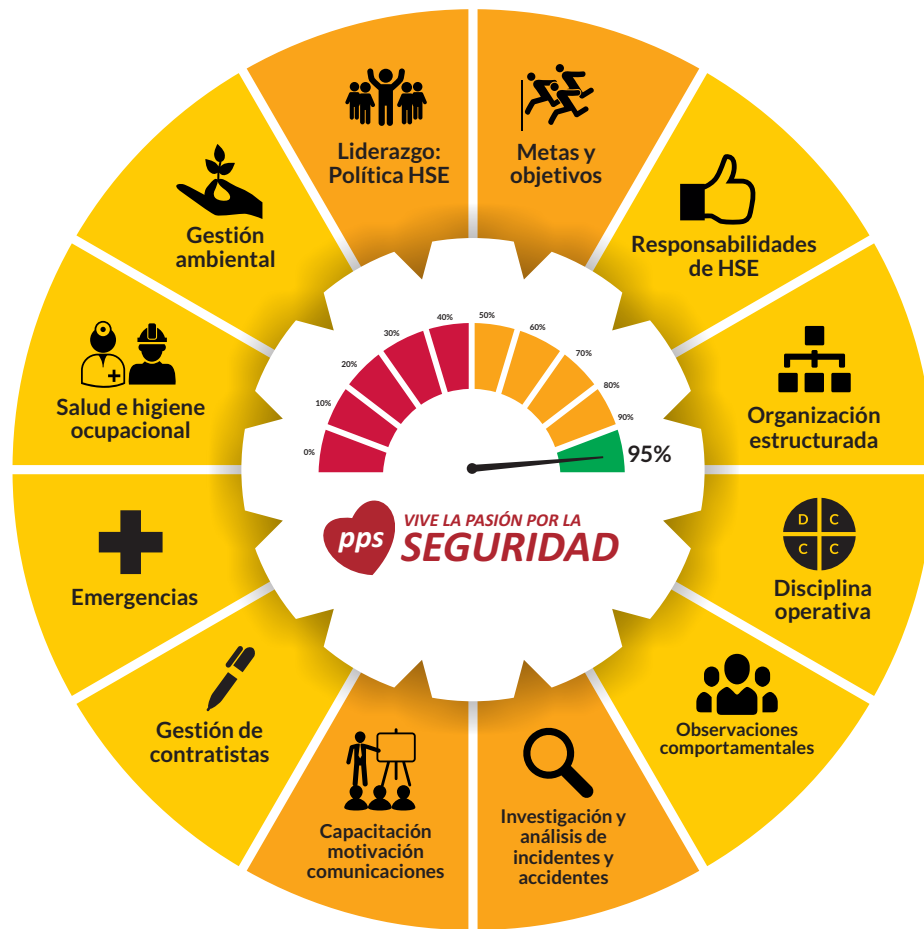 Liderazgo:
Política HSE
Metas y
objetivos
Responsabilidades
de HSE
Organización
estructurada
D C
C C
Disciplina
operativa
Observaciones
comportamentales
Investigación y
análisis de
incidentes y
accidentes
Capacitación
motivación
comunicaciones
Gestión de
contratistas
Emergencias
Salud e higiene
ocupacional
Gestión
ambiental
0%
10%
20%
30%
40%
50%
60%
70%
80%
90%
95%
pps
VIVE LA PASIÓN POR LA
SEGURIDAD